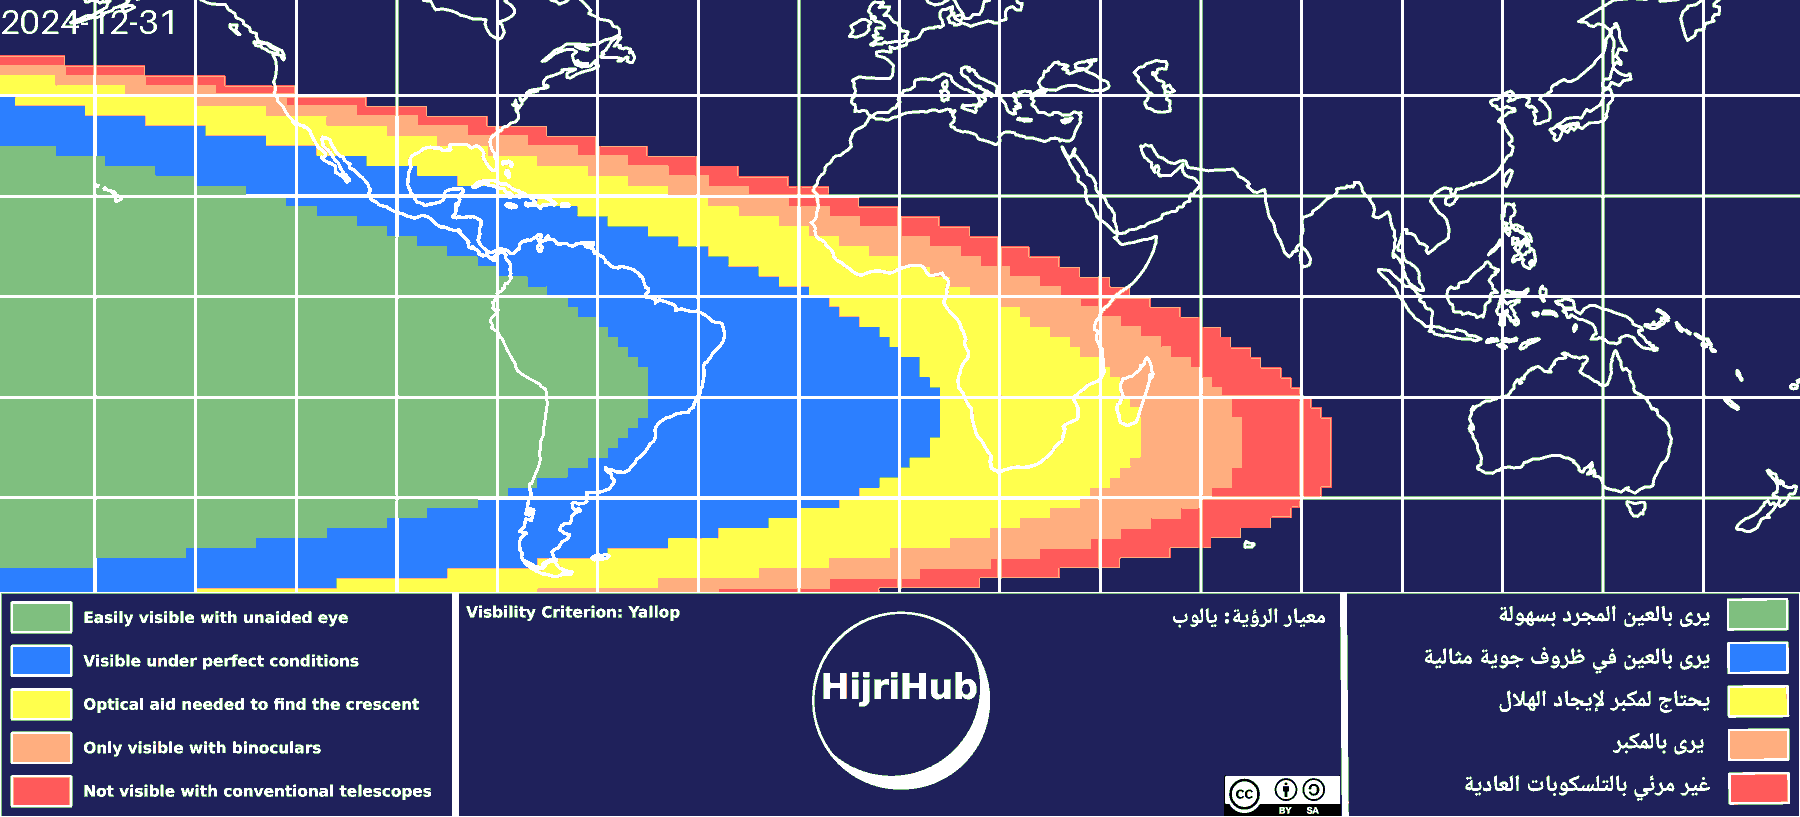 2024-12-31
Easily visible with unaided eye
Visible under perfect conditions
Optical aid needed to find the crescent
Only visible with binoculars
Not visible with conventional telescopes
Visbility Criterion: Yallop
معيار الرؤية: يالوب
HijriHub
cc
BY SA
يرى بالعين المجرد بسهولة
يرى بالعين في ظروف جوية مثالية
يحتاج لمكبر لإيجاد الهلال
يرى بالمكبر
غير مرئي بالتلسكوبات العادية